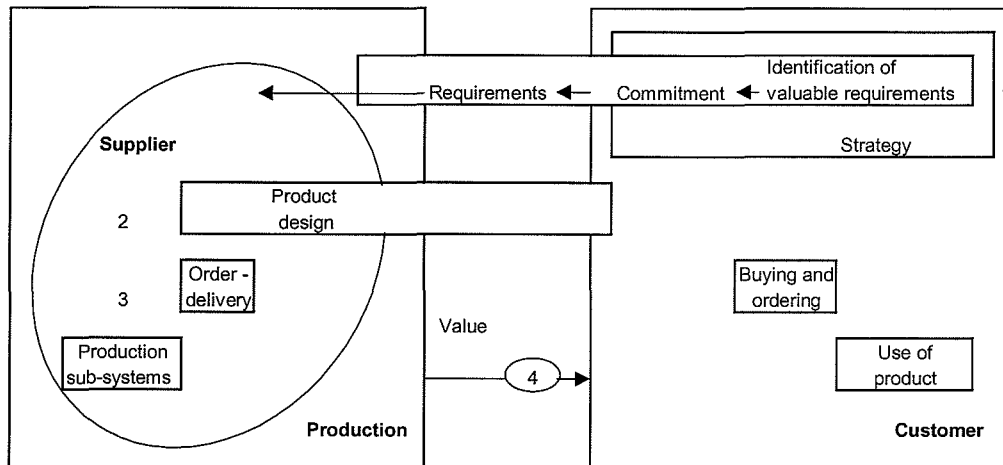 Identification of
Requirements Commitment valuable requirements
Supplier
Strategy
Product
design
2
Order -
delivery
Buying and
ordering
3
Value
Production
sub-systems
4
Use of
product
Production
Customer